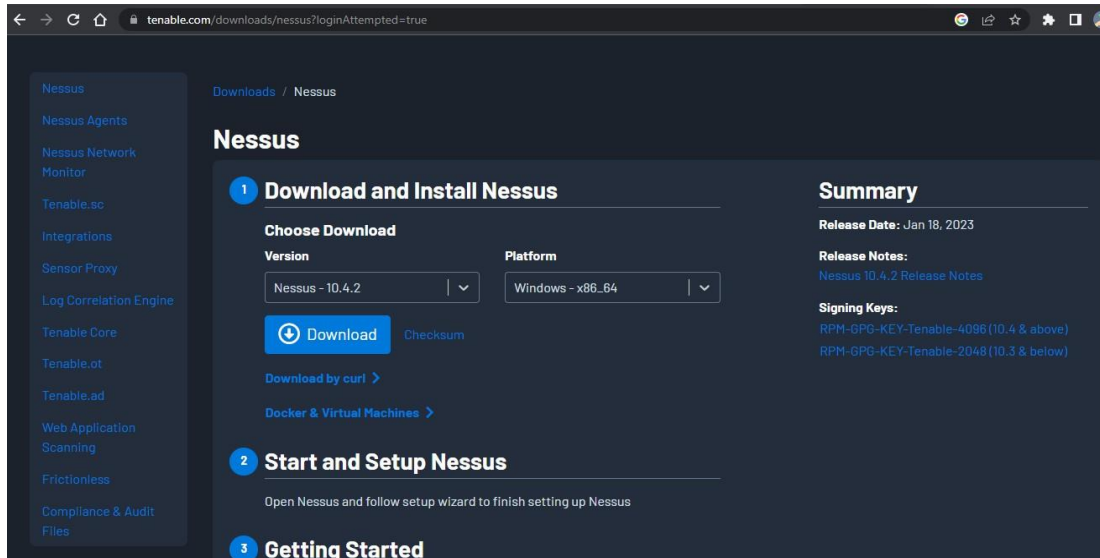 tenable.com/downloads/nessus?loginAttempted=true
Nessus
Nessus Agents
Nessus Network
Monitor
Tenable.sc
Integrations
Sensor Proxy
Log Correlation Engine
Tenable Core
Tenable.ot
Tenable.ad
Web Application
Scanning
Frictionless
Compliance & Audit
Files
Downloads / Nessus
Nessus
1 Download and Install Nessus
Choose Download
Version
Platform
Nessus - 10.4.2
Windows - x86_64
Download
Checksum
Download by curl
Docker & Virtual Machines
2 Start and Setup Nessus
Open Nessus and follow setup wizard to finish setting up Nessus
3 Getting Started
Summary
Release Date: Jan 18, 2023
Release Notes:
Nessus 10.4.2 Release Notes
Signing Keys:
RPM-GPG-KEY-Tenable-4096 (10.4 & above)
RPM-GPG-KEY-Tenable-2048 (10.3 & below)